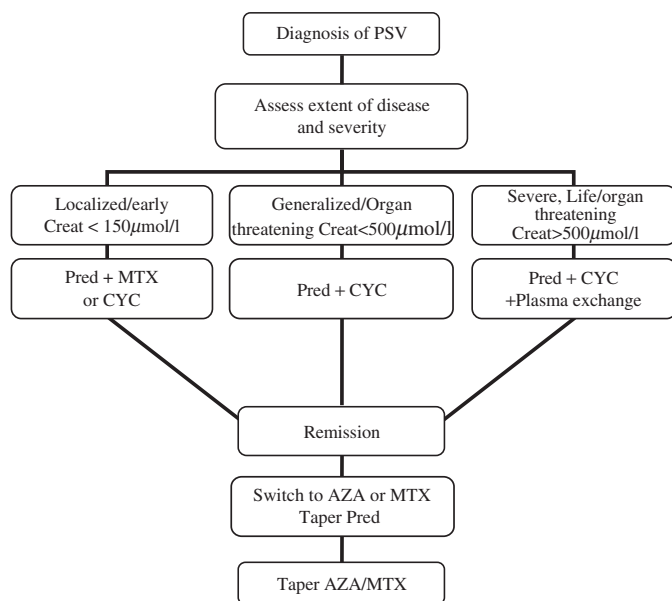 Diagnosis of PSV
Assess extent of disease
and severity
Localized/early
Creat < 150μmol/l
Generalized/Organ
threatening Creat<500μmol/l
Severe, Life/organ
threatening
Creat>500μmol/l
Pred + MTX
or CYC
Pred + CYC
Pred + CYC
+Plasma exchange
Remission
Switch to AZA or MTX
Taper Pred
Taper AZA/MTX